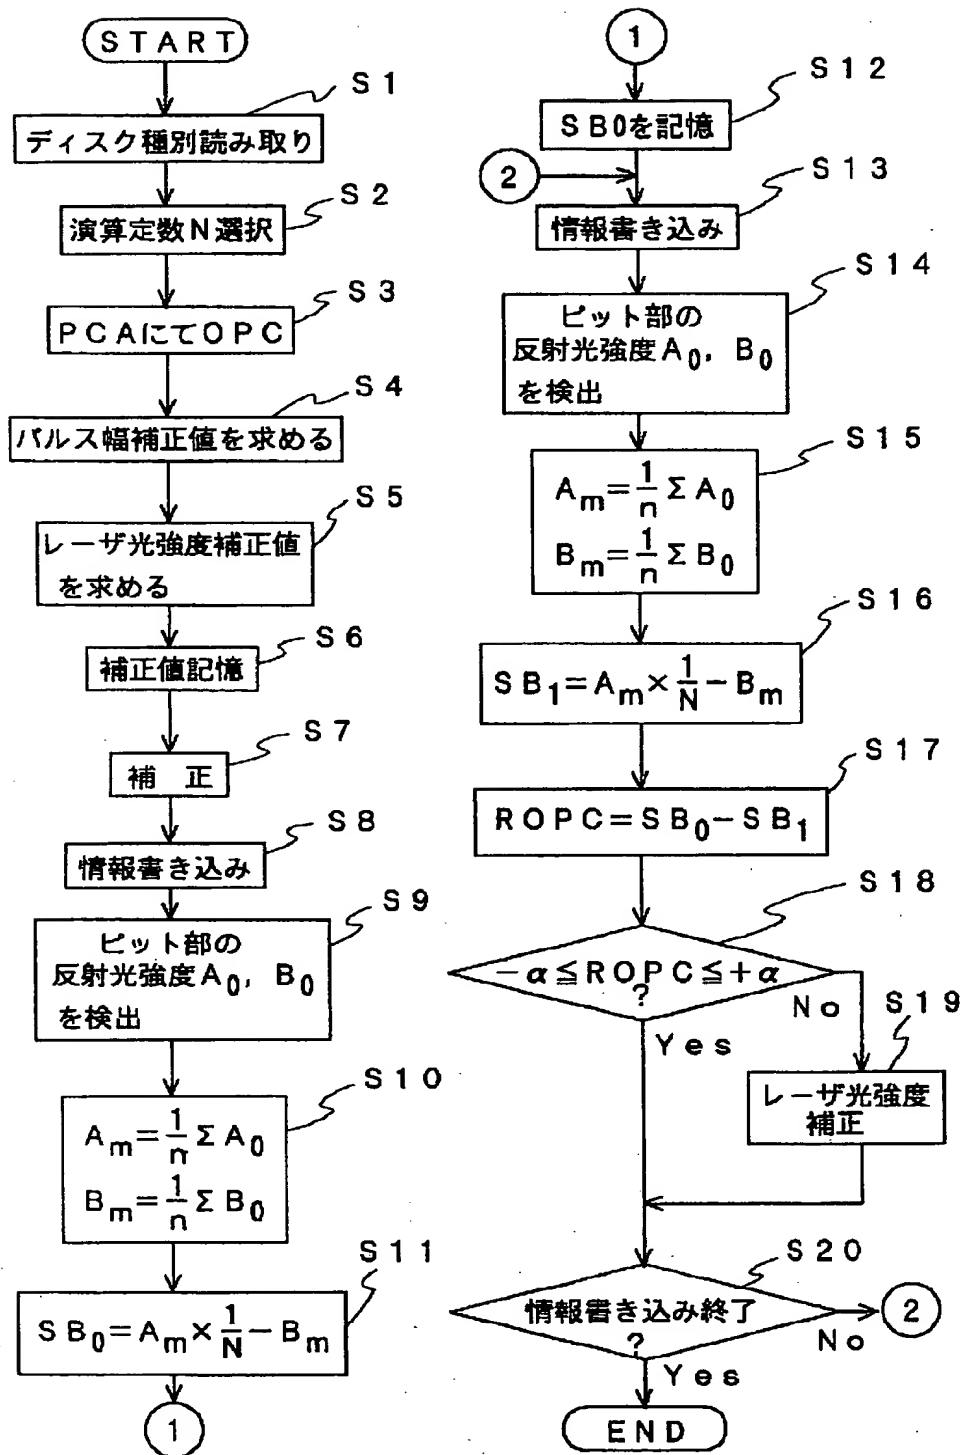 START
S1
ディスク種別読み取り
S2
演算定数N選択
S3
PCAにてOPC
S4
パルス幅補正値を求める
S5
レーザ光強度補正値
を求める
S6
補正値記憶
S7
補 正
S8
情報書き込み
S9
ピット部の
反射光強度A₀, B₀
を検出
S10
Aₘ=1/n ΣA₀
Bₘ=1/n ΣB₀
S11
SB₀=Aₘ×1/N−Bₘ
1
1
S12
SB0を記憶
2
S13
情報書き込み
S14
ピット部の
反射光強度A₀, B₀
を検出
S15
Aₘ=1/n ΣA₀
Bₘ=1/n ΣB₀
S16
SB₁=Aₘ×1/N−Bₘ
S17
ROPC=SB₀−SB₁
S18
−α≦ROPC≦+α
?
No
Yes
S19
レーザ光強度
補正
S20
情報書き込み終了
?
No
2
Yes
END